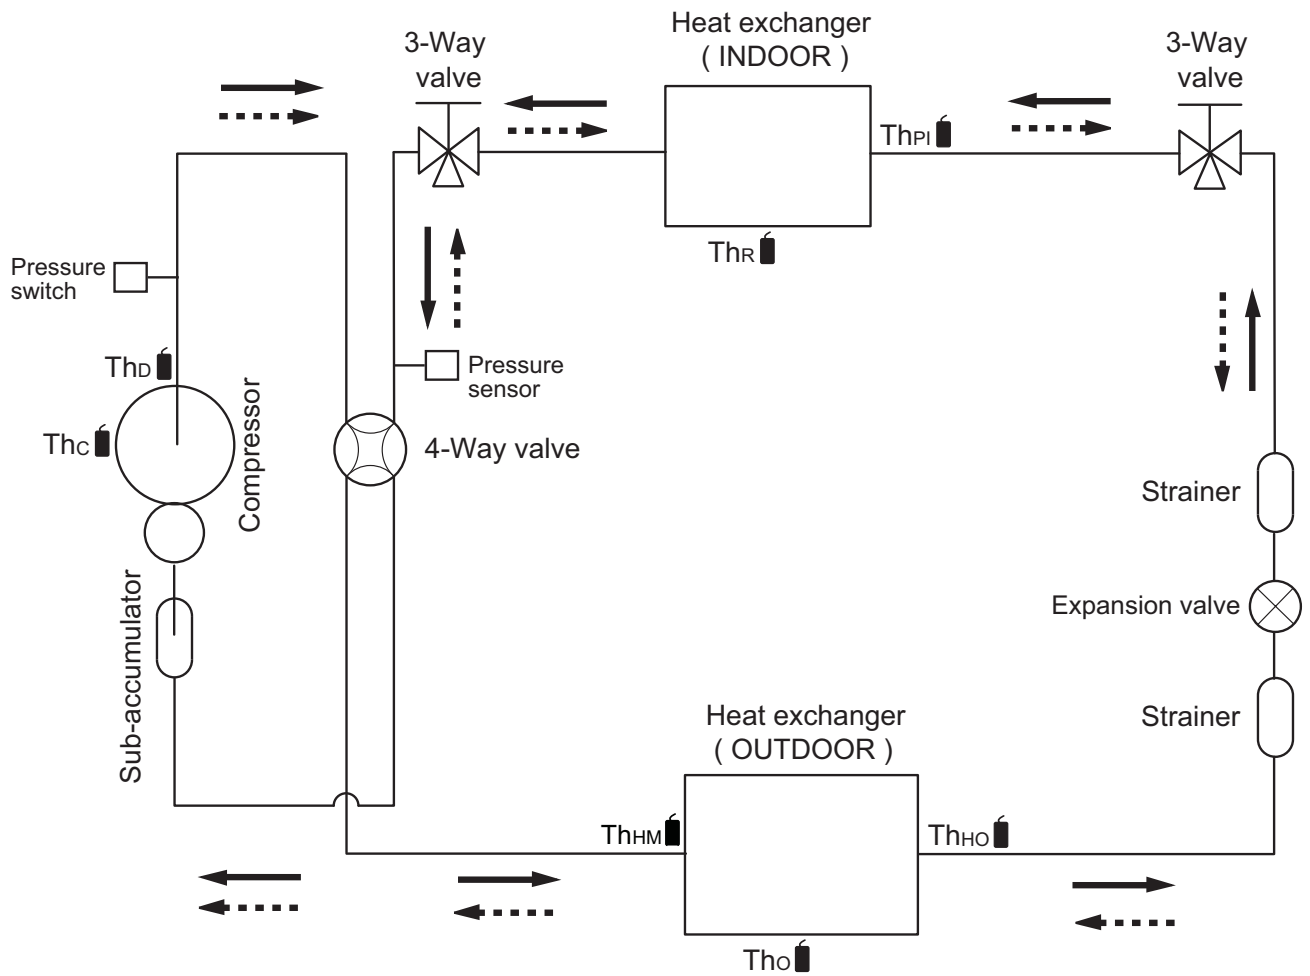 Heat exchanger
( INDOOR )
3-Way
valve
3-Way
valve
ThPI
ThR
Pressure
switch
ThD
Pressure
sensor
ThC
Compressor
4-Way valve
Strainer
Expansion valve
Sub-accumulator
Strainer
Heat exchanger
( OUTDOOR )
ThHM
ThHO
ThO